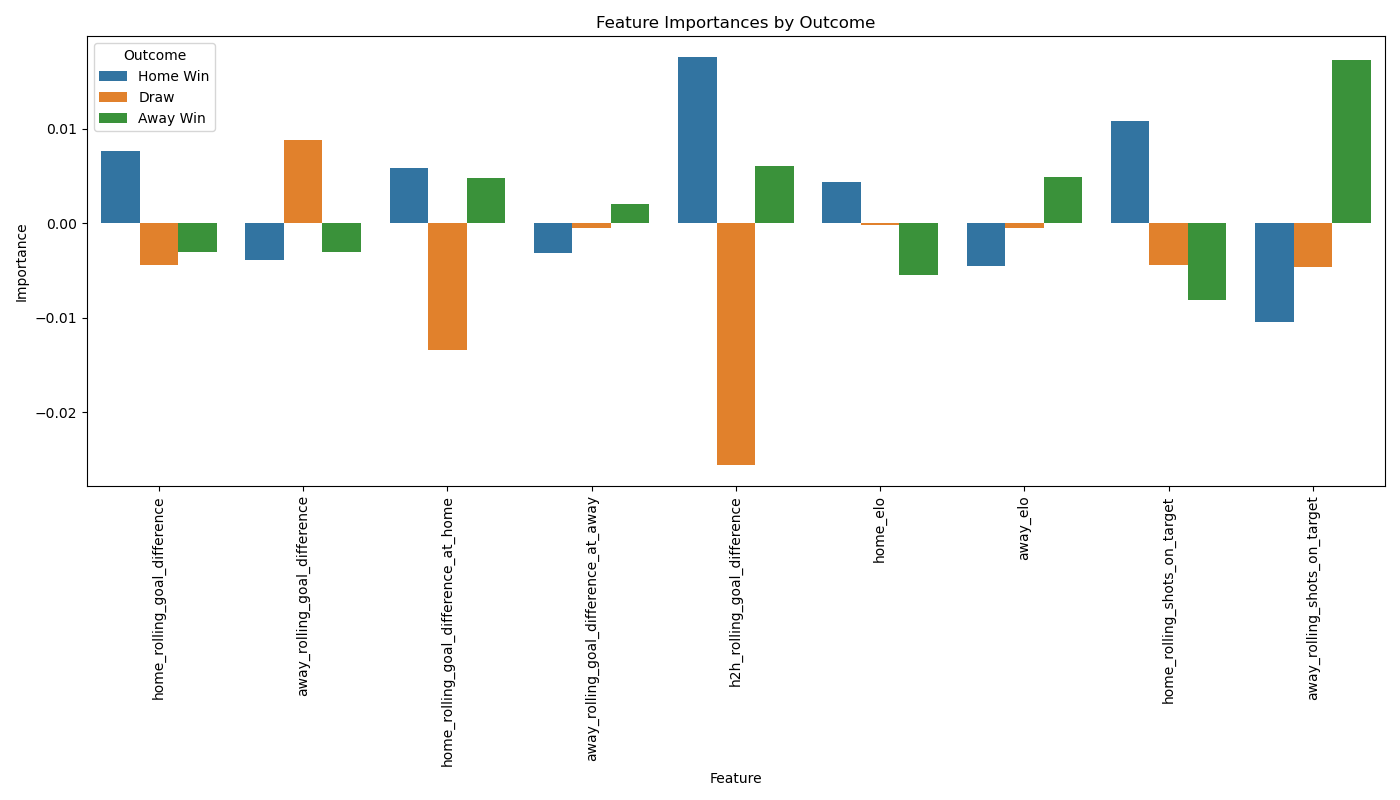 Feature Importances by Outcome
Outcome
Home Win
Draw
Away Win
Importance
0.01
0.00
−0.01
−0.02
home_rolling_goal_difference
away_rolling_goal_difference
home_rolling_goal_difference_at_home
away_rolling_goal_difference_at_away
h2h_rolling_goal_difference
home_elo
away_elo
home_rolling_shots_on_target
away_rolling_shots_on_target
Feature